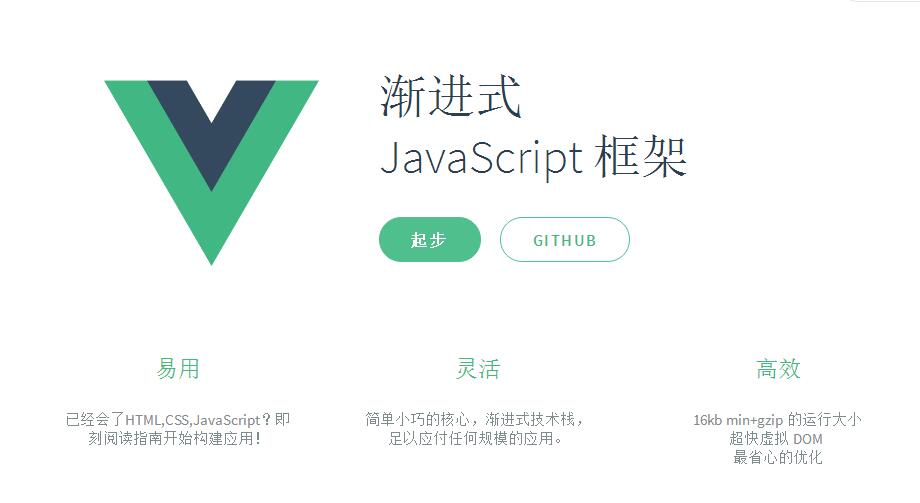 渐进式
JavaScript 框架
起步
GITHUB
易用
已经会了HTML,CSS,JavaScript？即
刻阅读指南开始构建应用！
灵活
简单小巧的核心，渐进式技术栈，
足以应付任何规模的应用。
高效
16kb min+gzip 的运行大小
超快虚拟 DOM
最省心的优化